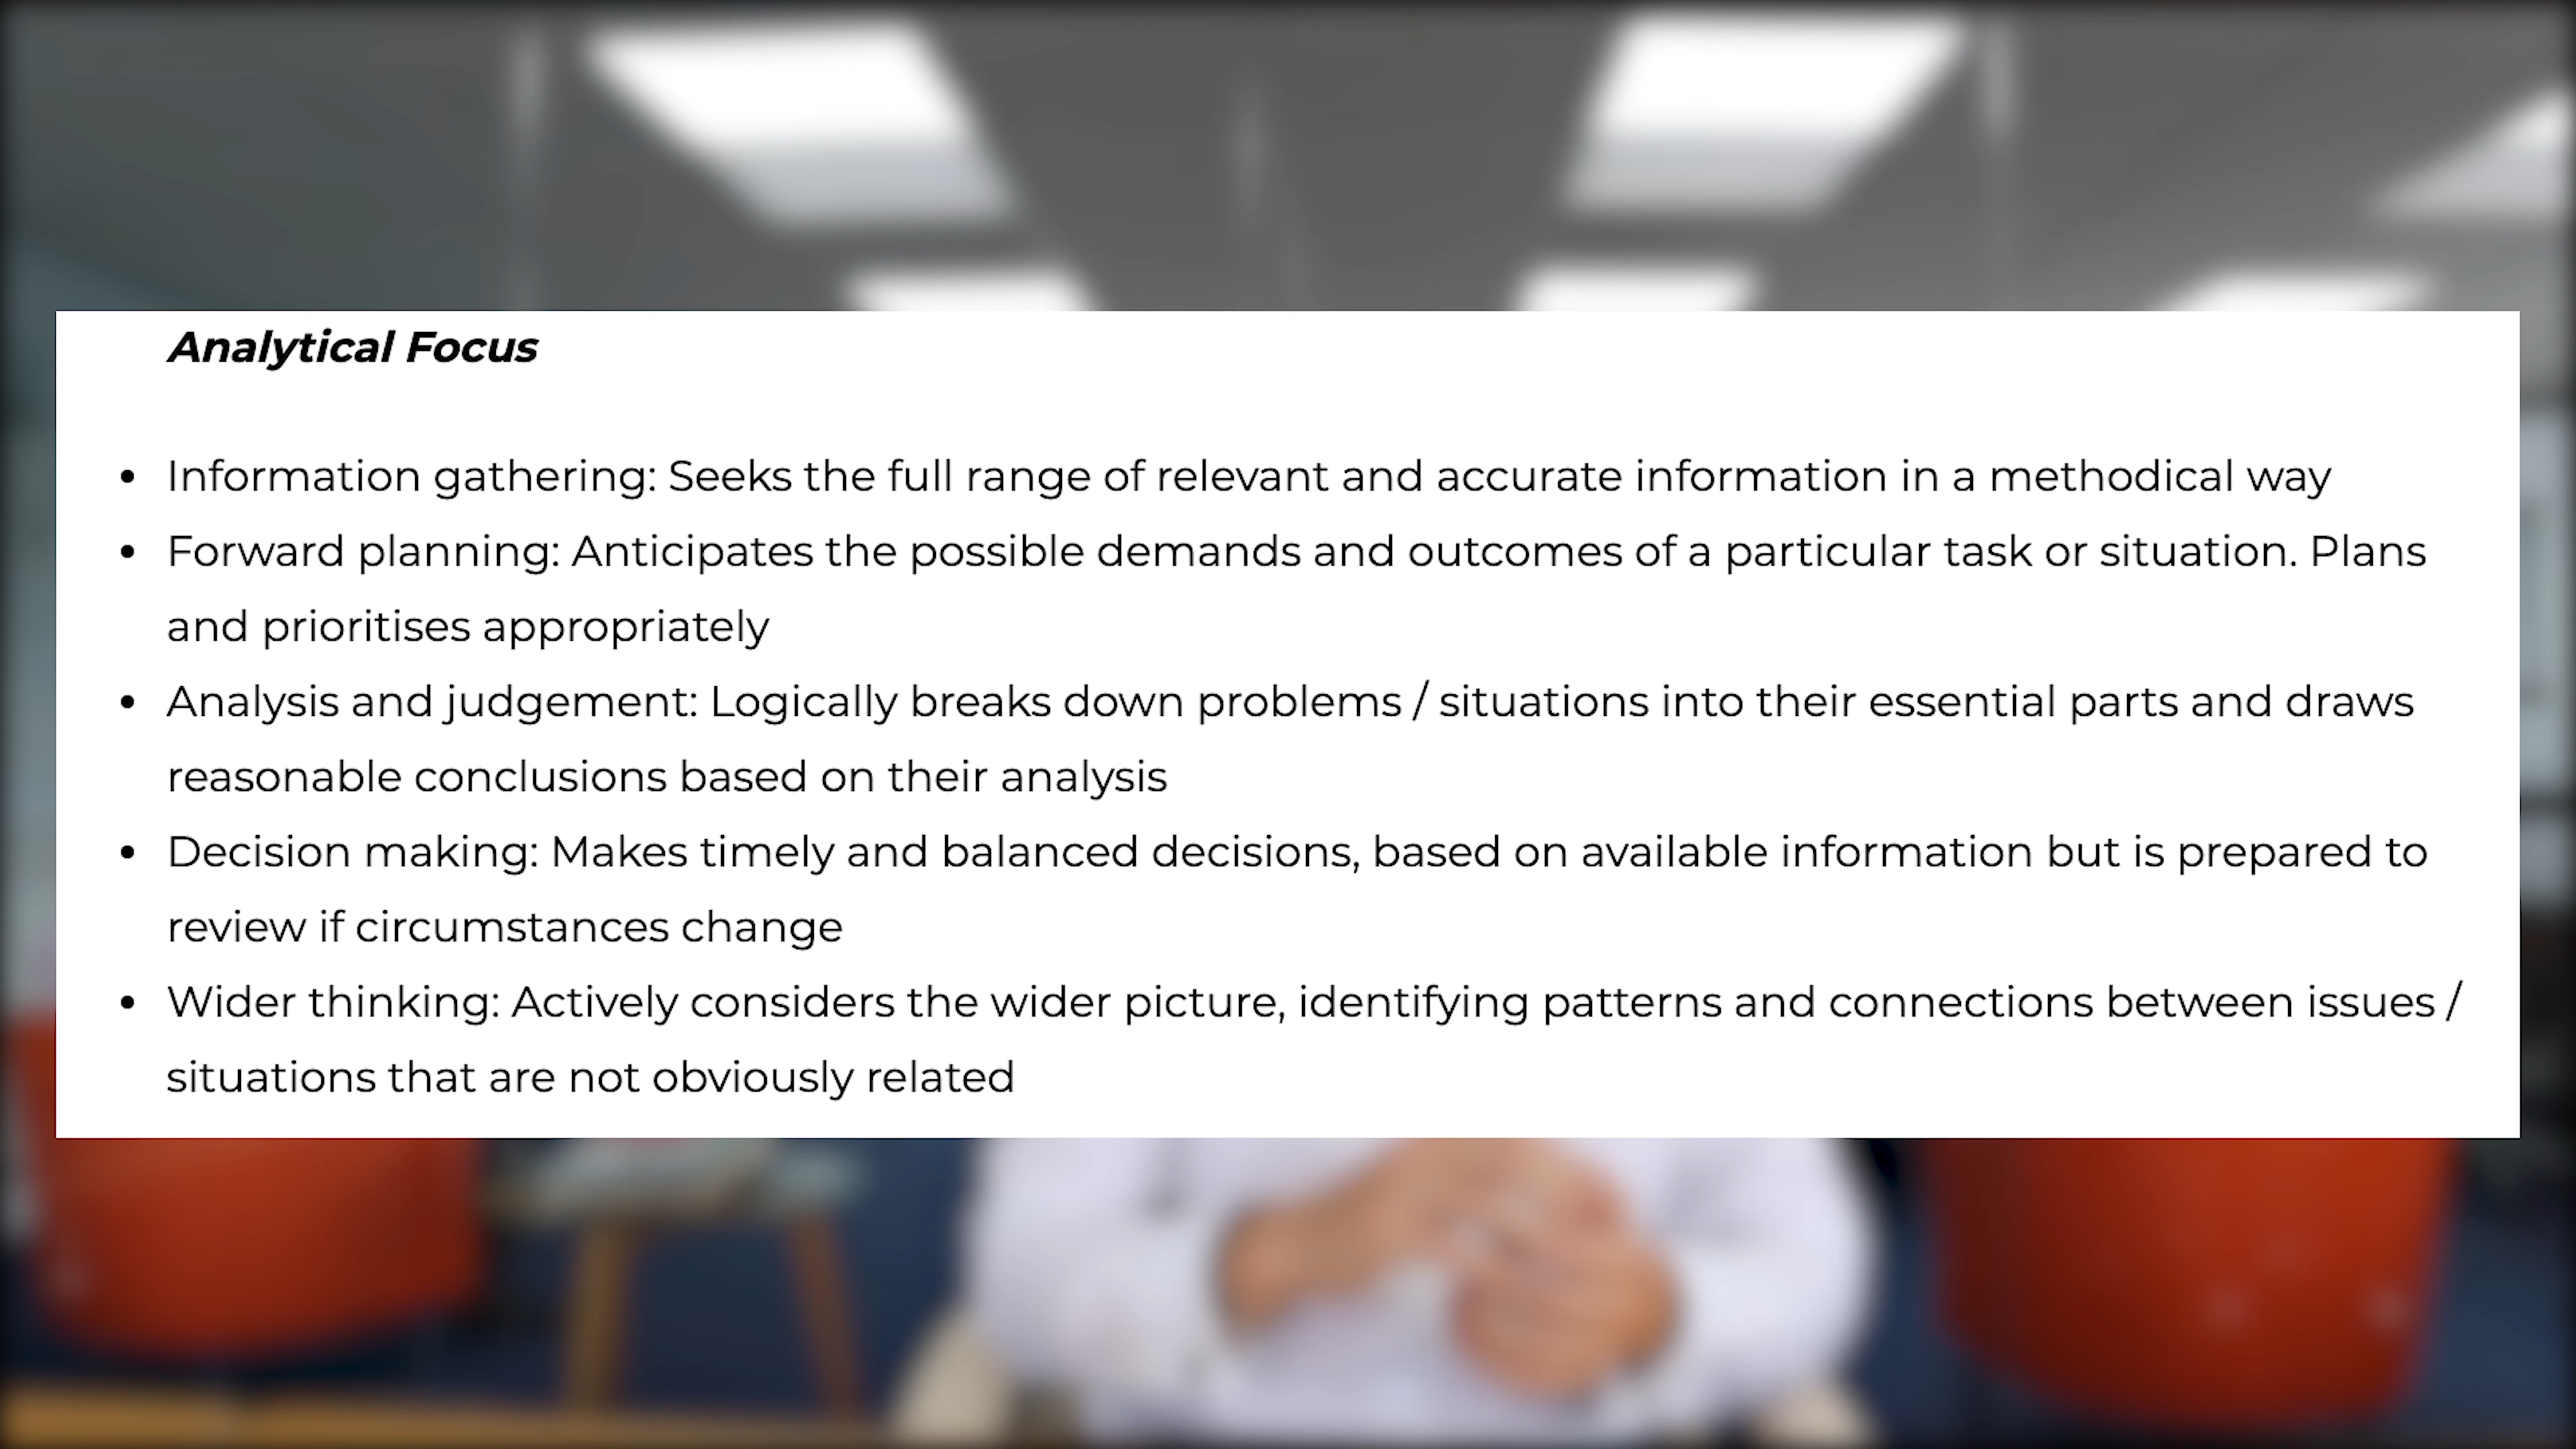 Analytical Focus
• Information gathering: Seeks the full range of relevant and accurate information in a methodical way
• Forward planning: Anticipates the possible demands and outcomes of a particular task or situation. Plans
and prioritises appropriately
• Analysis and judgement: Logically breaks down problems / situations into their essential parts and draws
reasonable conclusions based on their analysis
• Decision making: Makes timely and balanced decisions, based on available information but is prepared to
review if circumstances change
• Wider thinking: Actively considers the wider picture, identifying patterns and connections between issues /
situations that are not obviously related